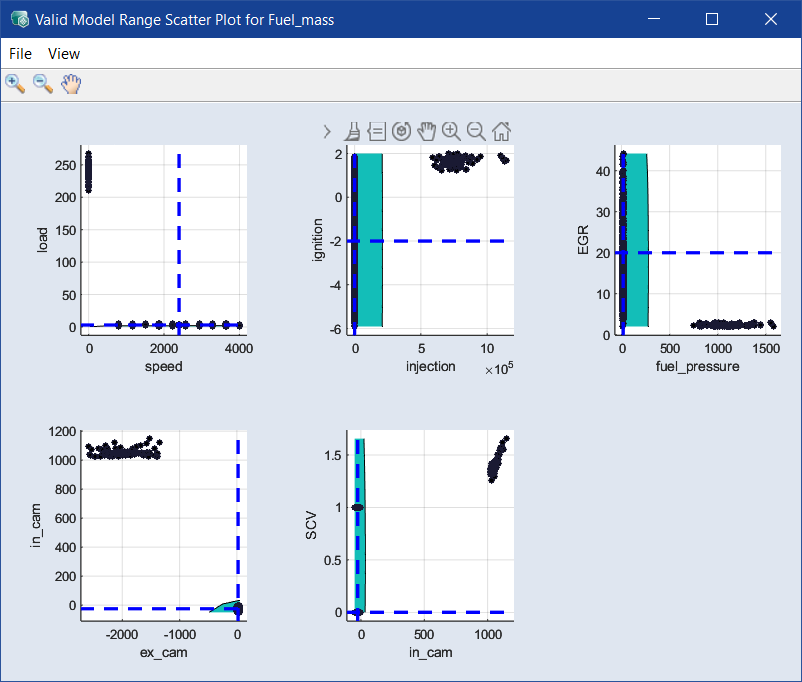 Valid Model Range Scatter Plot for Fuel_mass
File View
250
200
150
100
50
0
load
0 2000 4000
speed
2
0
-2
-4
-6
ignition
0 5 10
×10^5
injection
40
30
20
10
0
EGR
0 500 1000 1500
fuel_pressure
1200
1000
800
600
400
200
0
in_cam
-2000 -1000 0
ex_cam
1.5
1
0.5
0
SCV
0 500 1000
in_cam